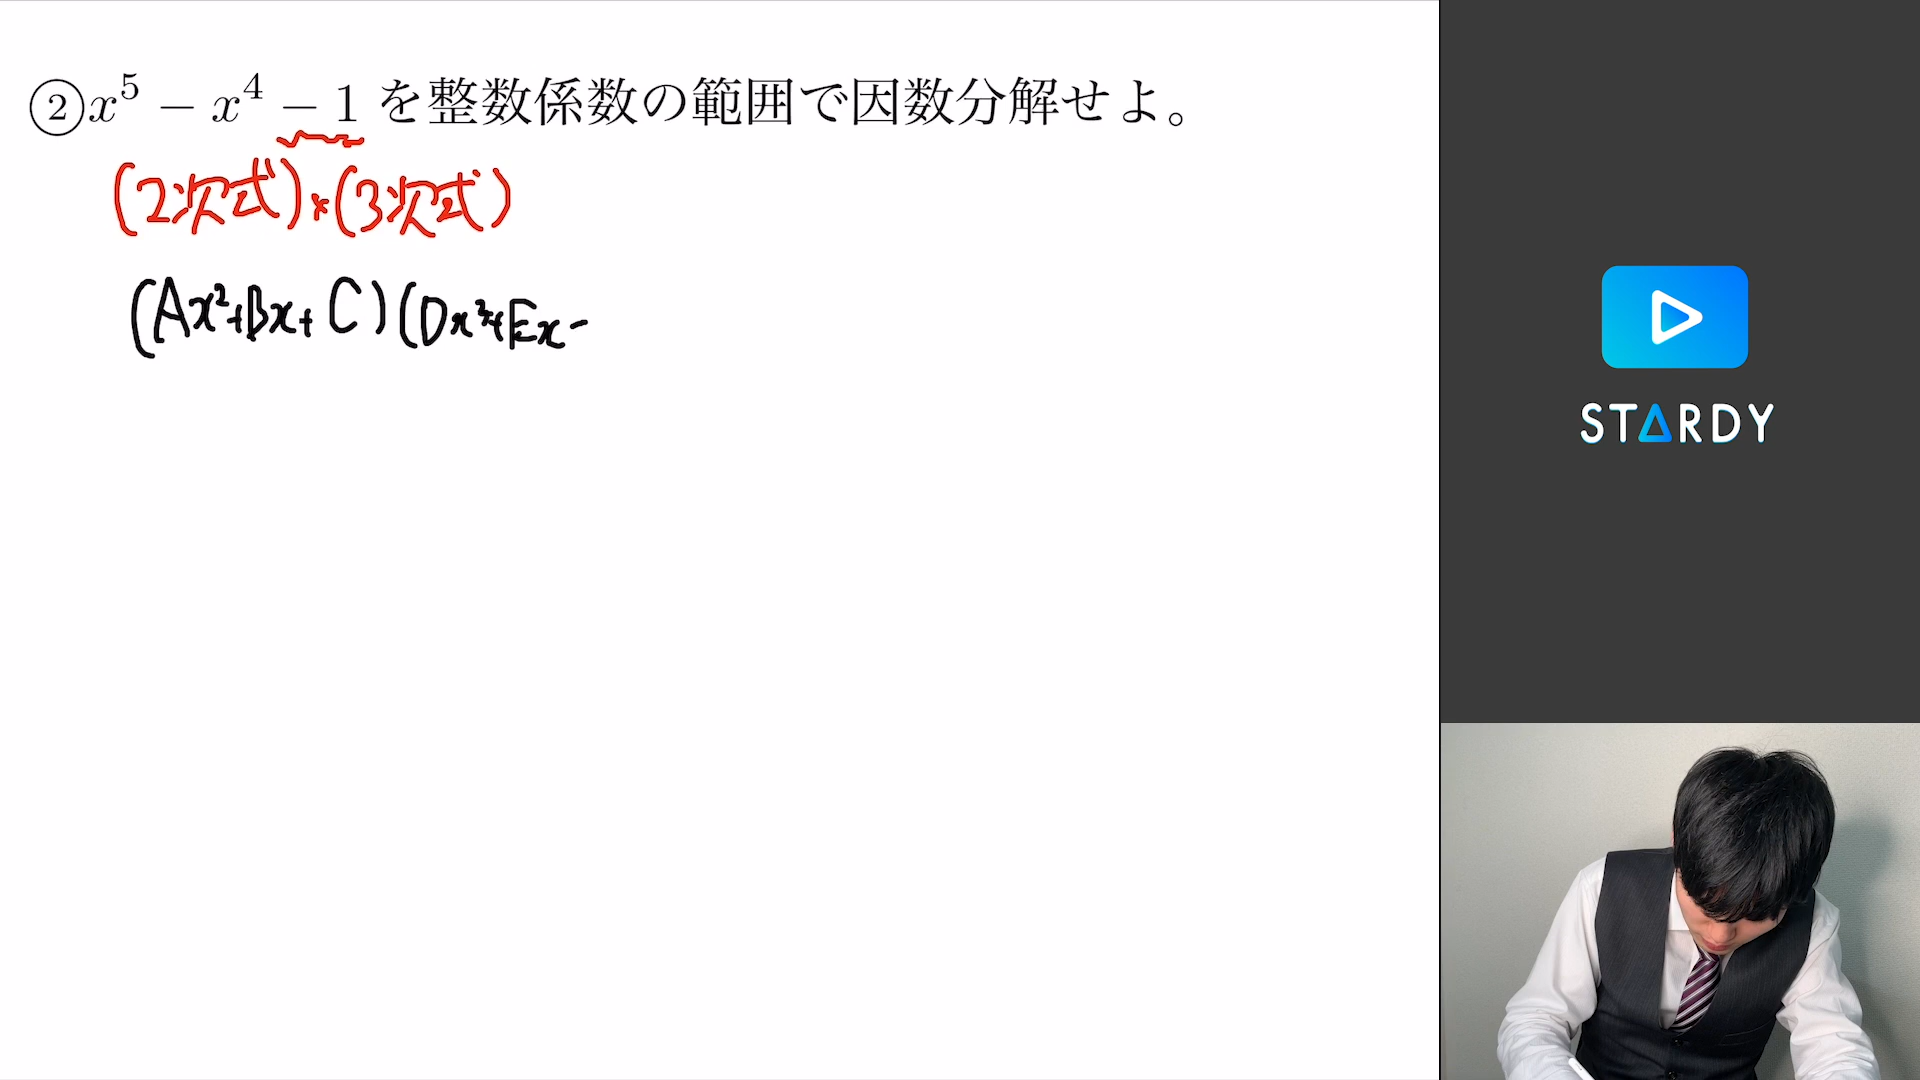 ②x⁵ − x⁴ − 1 を整数係数の範囲で因数分解せよ。
(2次式)×(3次式)
(Ax²+Bx+C)(Dx³+Ex-
STARDY